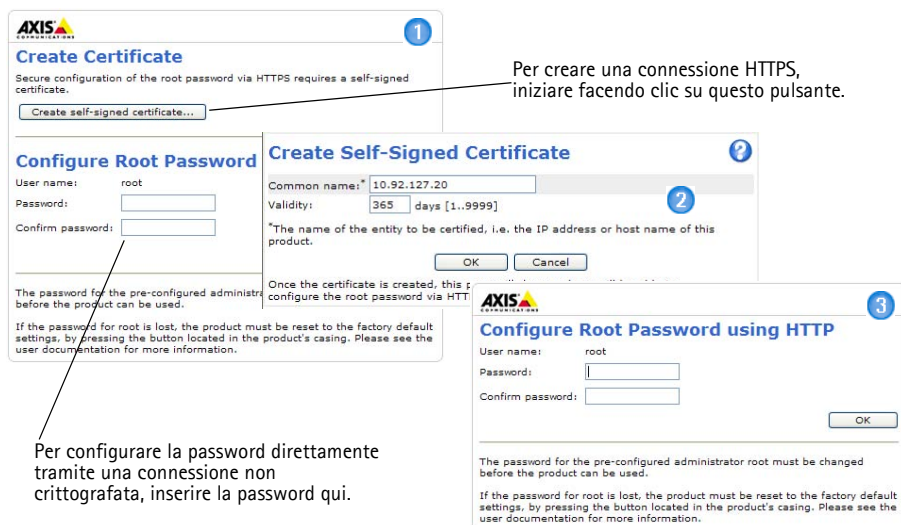 AXIS
COMMUNICATIONS
1
Create Certificate
Secure configuration of the root password via HTTPS requires a self-signed
certificate.
Create self-signed certificate...
Per creare una connessione HTTPS,
iniziare facendo clic su questo pulsante.
Configure Root Password
User name: root
Password:
Confirm password:
The password for the pre-configured administra
before the product can be used.
If the password for root is lost, the product must be reset to the factory default
settings, by pressing the button located in the product's casing. Please see the
user documentation for more information.
Create Self-Signed Certificate
?
Common name:* 10.92.127.20
2
Validity: 365 days [1..9999]
*The name of the entity to be certified, i.e. the IP address or host name of this
product.
OK Cancel
Once the certificate is created, this
configure the root password via HTT
AXIS
COMMUNICATIONS
3
Configure Root Password using HTTP
User name: root
Password:
Confirm password:
OK
The password for the pre-configured administrator root must be changed
before the product can be used.
If the password for root is lost, the product must be reset to the factory default
settings, by pressing the button located in the product's casing. Please see the
user documentation for more information.
Per configurare la password direttamente
tramite una connessione non
crittografata, inserire la password qui.